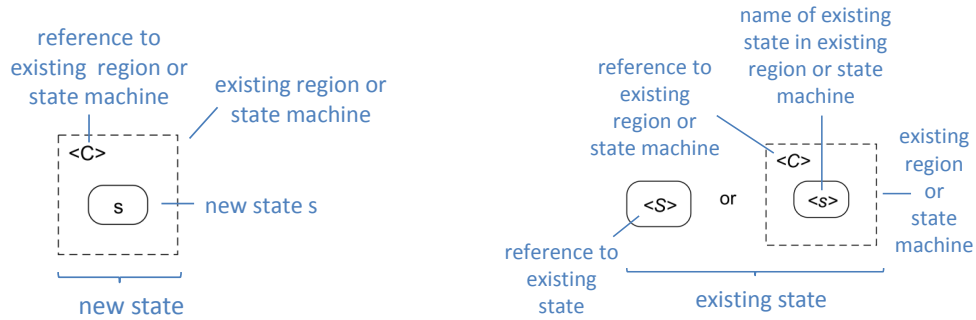 reference to
existing region or
state machine
existing region or
state machine
<C>
s
new state s
new state
name of existing
state in existing
region or state
machine
reference to
existing
region or
state machine
<C>
existing
region
or
state
machine
<S>
or
<s>
reference to
existing
state
existing state